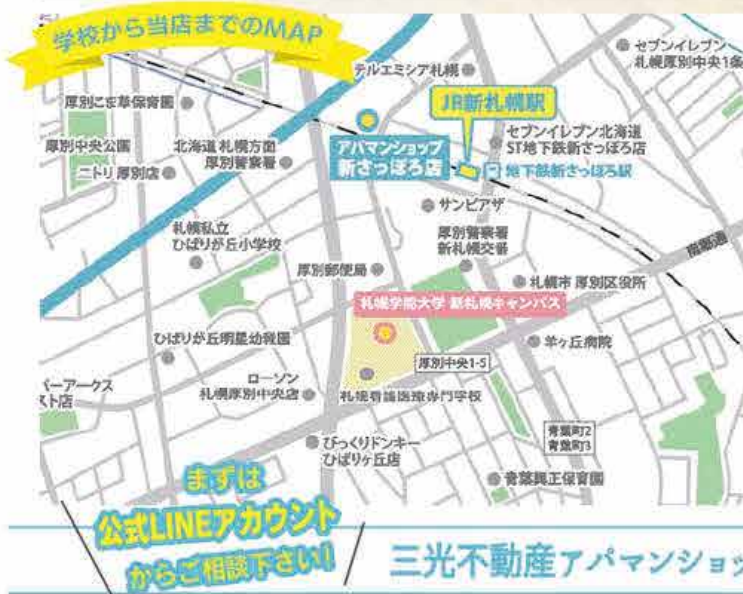 学校から当店までのMAP
セブンイレブン
札幌厚別中央1条
テルエミシア札幌
厚別こま草保育園
JR新札幌駅
厚別中央公園
北海道 札幌方面
厚別警察署
アパマンショップ
新さっぽろ店
セブンイレブン北海道
ST地下鉄新さっぽろ店
ニトリ 厚別店
地下鉄新さっぽろ駅
サンピアザ
札幌私立
ひばりが丘小学校
厚別警察署
新札幌交番
南郷通
厚別郵便局
札幌市 厚別区役所
札幌学院大学 新札幌キャンパス
ひばりが丘明星幼稚園
羊ヶ丘病院
厚別中央1-5
パーアークス
スト店
ローソン
札幌厚別中央店
札幌看護医療専門学校
びっくりドンキー
ひばりヶ丘店
青葉町2
青葉町3
青葉興正保育園
まずは
公式LINEアカウント
からご相談下さい!
三光不動産アパマンショッ